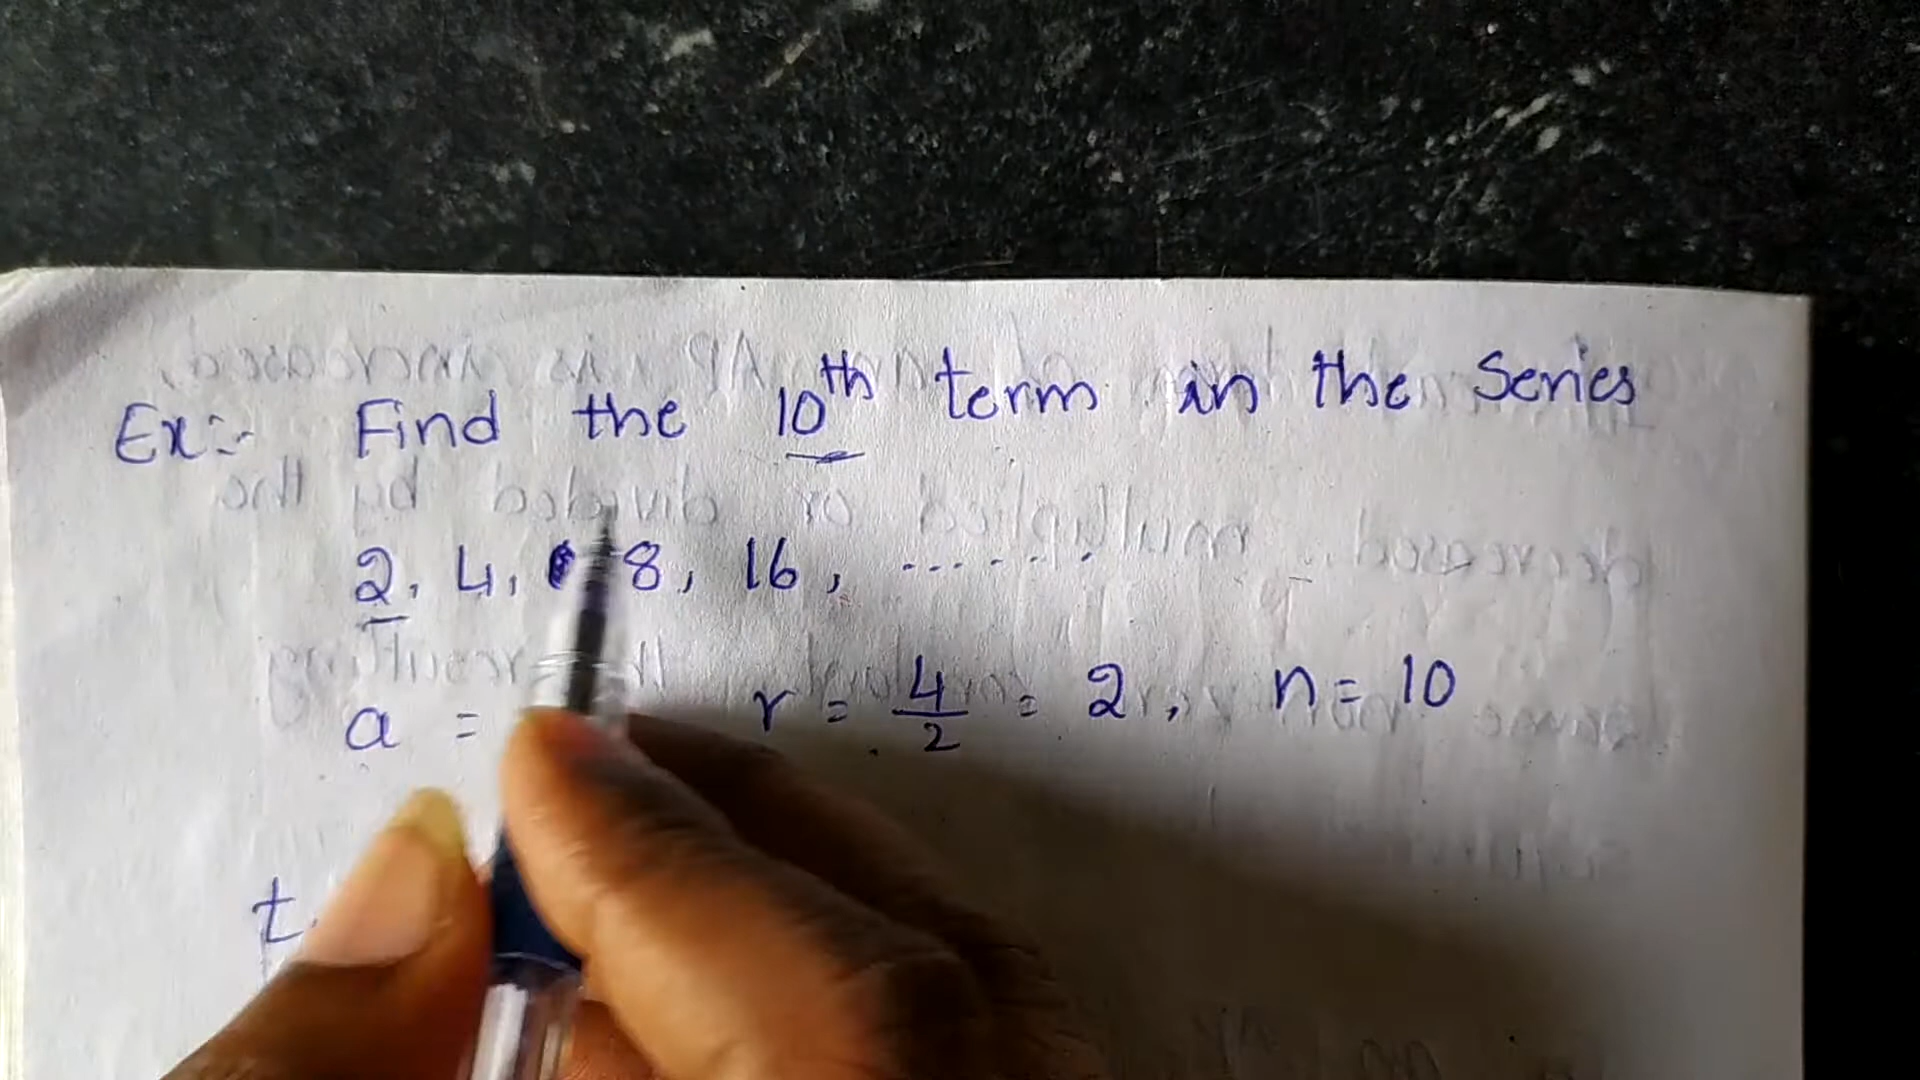 Ex:- Find the 10th term in the Series
2, 4, 8, 16, .......
a = r = 4/2 = 2, n = 10
t